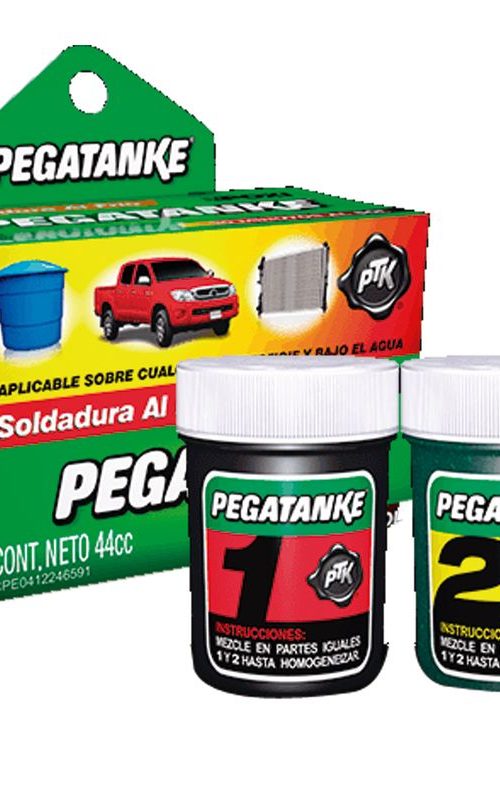 PEGATANKE
PEGATANKE
PTK
APLICABLE SOBRE CUAL
Y BAJO EL AGUA
Soldadura Al
PEGA
CONT. NETO 44cc
CPE0412246591
PEGATANKE
1
PTK
INSTRUCCIONES:
MEZCLE EN PARTES IGUALES
1 Y 2 HASTA HOMOGENEIZAR.
PEGA
2
INSTRUCCIO
MEZCLE EN
1 Y 2 HASTA